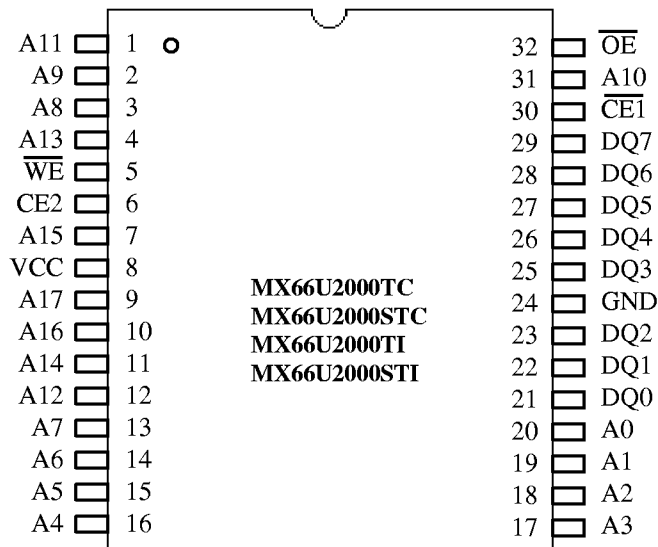 A11 1 32 O̅E̅
A9 2 31 A10
A8 3 30 C̅E̅1̅
A13 4 29 DQ7
W̅E̅ 5 28 DQ6
CE2 6 27 DQ5
A15 7 26 DQ4
VCC 8 25 DQ3
A17 9 24 GND
A16 10 23 DQ2
A14 11 22 DQ1
A12 12 21 DQ0
A7 13 20 A0
A6 14 19 A1
A5 15 18 A2
A4 16 17 A3
MX66U2000TC
MX66U2000STC
MX66U2000TI
MX66U2000STI